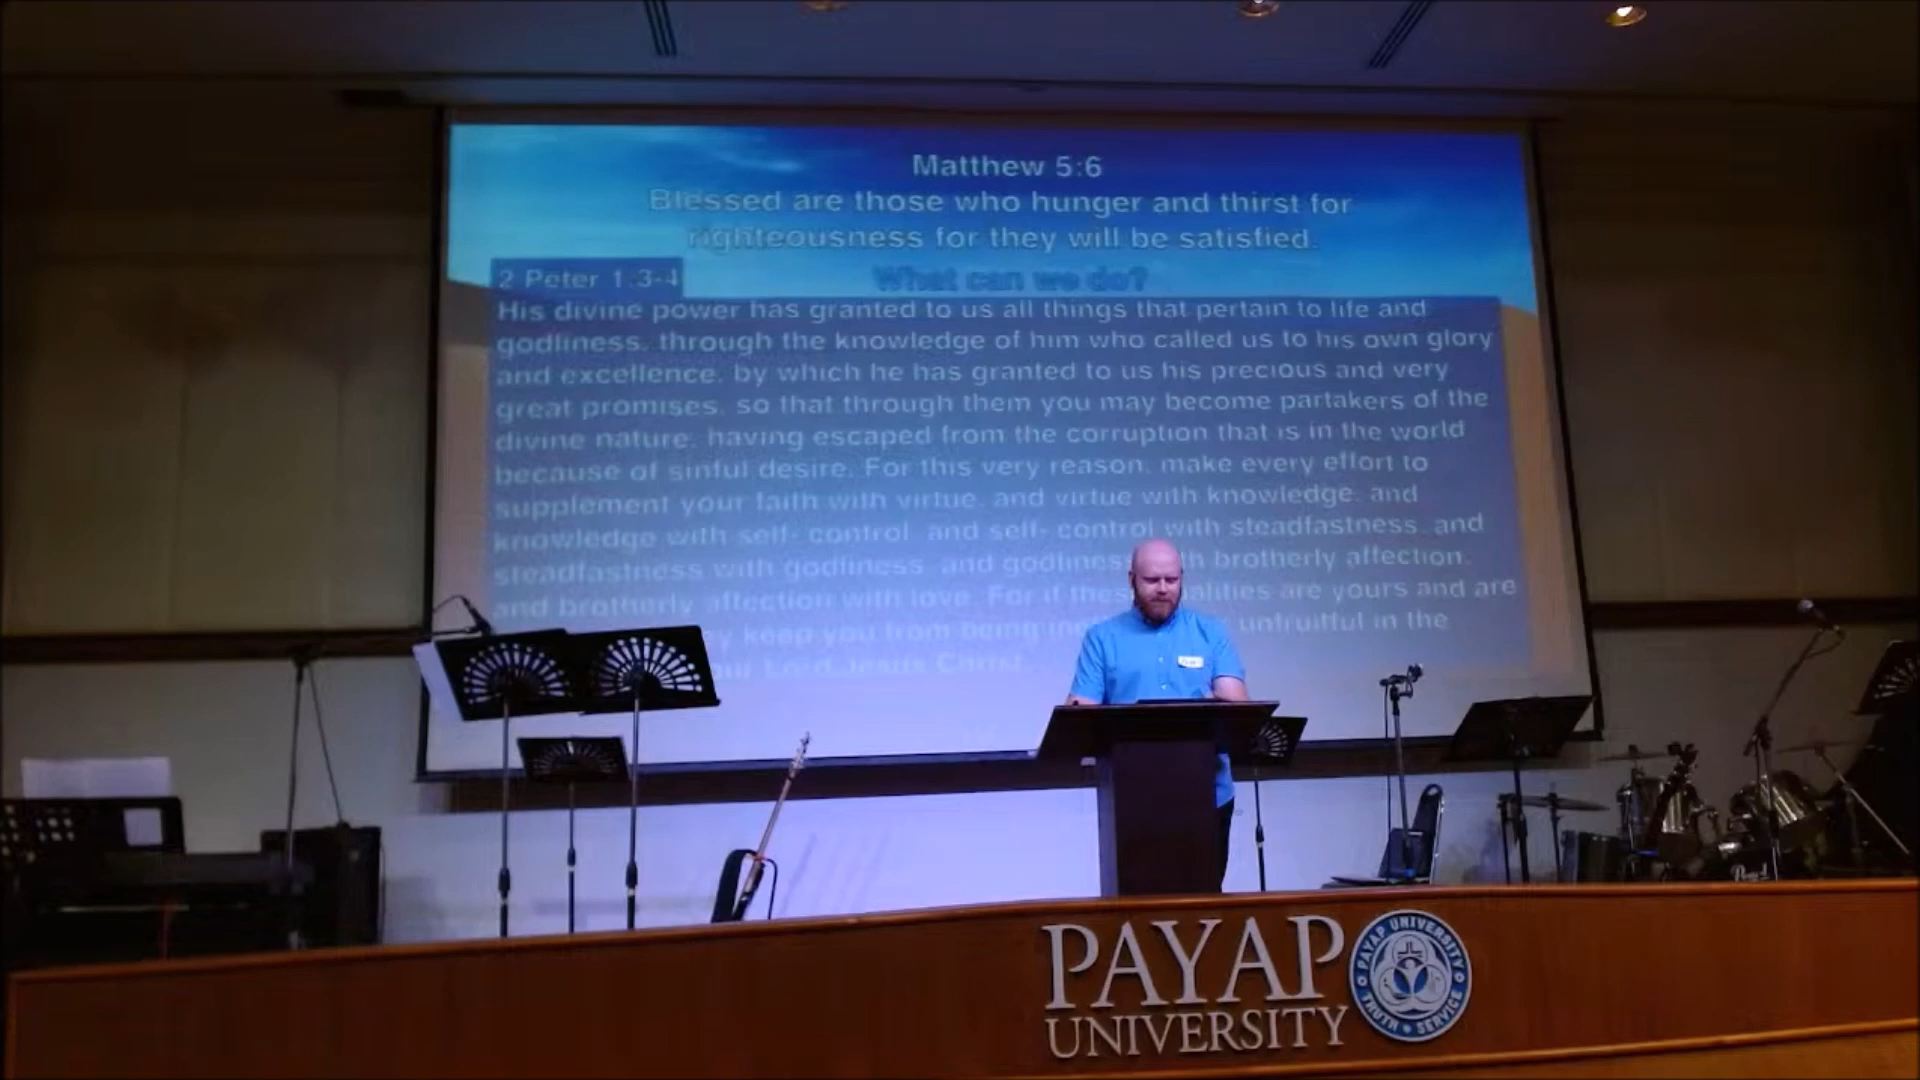 Matthew 5:6
Blessed are those who hunger and thirst for
righteousness for they will be satisfied.
2 Peter 1:3-4
What can we do?
His divine power has granted to us all things that pertain to life and
godliness, through the knowledge of him who called us to his own glory
and excellence, by which he has granted to us his precious and very
great promises, so that through them you may become partakers of the
divine nature, having escaped from the corruption that is in the world
because of sinful desire. For this very reason, make every effort to
supplement your faith with virtue, and virtue with knowledge, and
knowledge with self- control, and self- control with steadfastness, and
steadfastness with godliness, and godliness brotherly affection,
and brotherly affection with love. For if are yours and are
keep you from being unfruitful in the
Lord Jesus Christ.
PAYAP
UNIVERSITY
PAYAP UNIVERSITY
TRUTH SERVICE